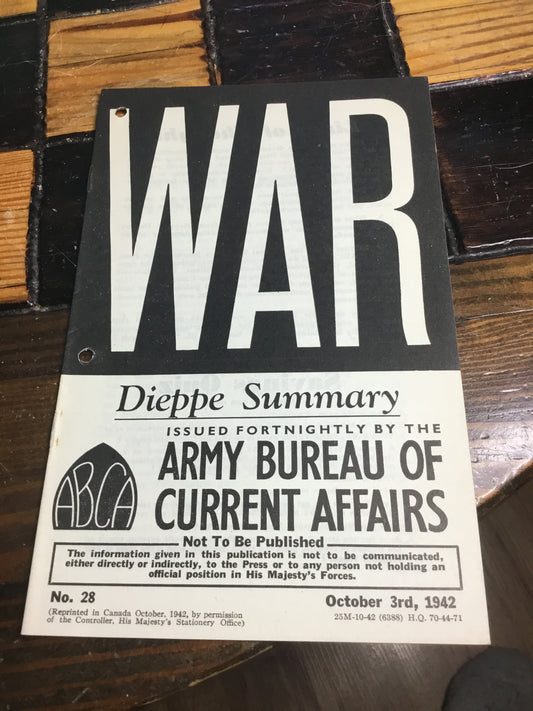 WAR
Dieppe Summary
ISSUED FORTNIGHTLY BY THE
ARMY BUREAU OF
CURRENT AFFAIRS
ABCA
Not To Be Published
The information given in this publication is not to be communicated,
either directly or indirectly, to the Press or to any person not holding an
official position in His Majesty's Forces.
No. 28
October 3rd, 1942
(Reprinted in Canada October, 1942, by permission
of the Controller, His Majesty's Stationery Office)
25M-10-42 (6388) H.Q. 70-44-71